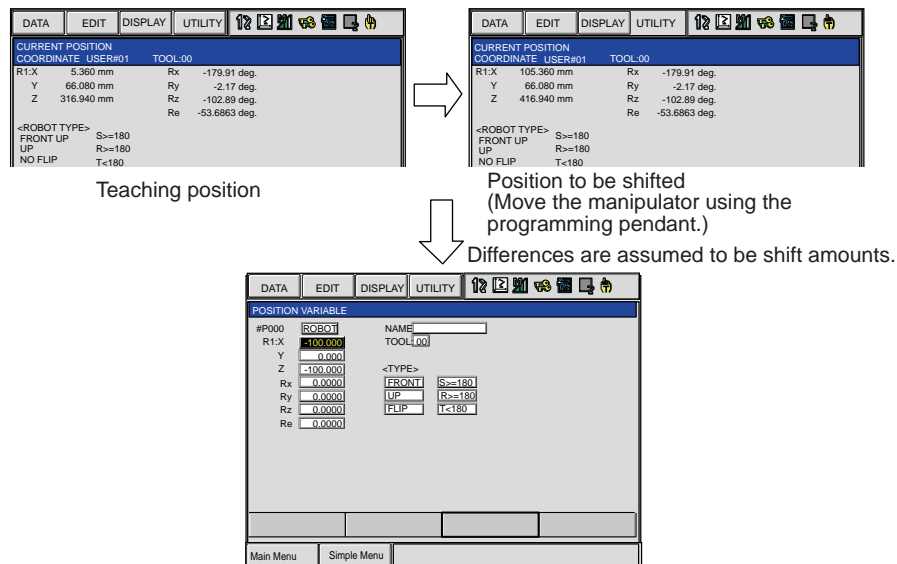 DATA EDIT DISPLAY UTILITY
CURRENT POSITION
COORDINATE USER#01 TOOL:00
R1:X 5.360 mm Rx -179.91 deg.
Y 66.080 mm Ry -2.17 deg.
Z 316.940 mm Rz -102.89 deg.
Re -53.6863 deg.
<ROBOT TYPE>
FRONT UP S>=180
UP R>=180
NO FLIP T<180
Teaching position
DATA EDIT DISPLAY UTILITY
CURRENT POSITION
COORDINATE USER#01 TOOL:00
R1:X 105.360 mm Rx -179.91 deg.
Y 66.080 mm Ry -2.17 deg.
Z 416.940 mm Rz -102.89 deg.
Re -53.6863 deg.
<ROBOT TYPE>
FRONT UP S>=180
UP R>=180
NO FLIP T<180
Position to be shifted
(Move the manipulator using the
programming pendant.)
Differences are assumed to be shift amounts.
DATA EDIT DISPLAY UTILITY
POSITION VARIABLE
#P000 ROBOT NAME
R1:X -100.000 TOOL: 00
Y 0.000
Z -100.000 <TYPE>
Rx 0.0000 FRONT S>=180
Ry 0.0000 UP R>=180
Rz 0.0000 FLIP T<180
Re 0.0000
Main Menu Simple Menu